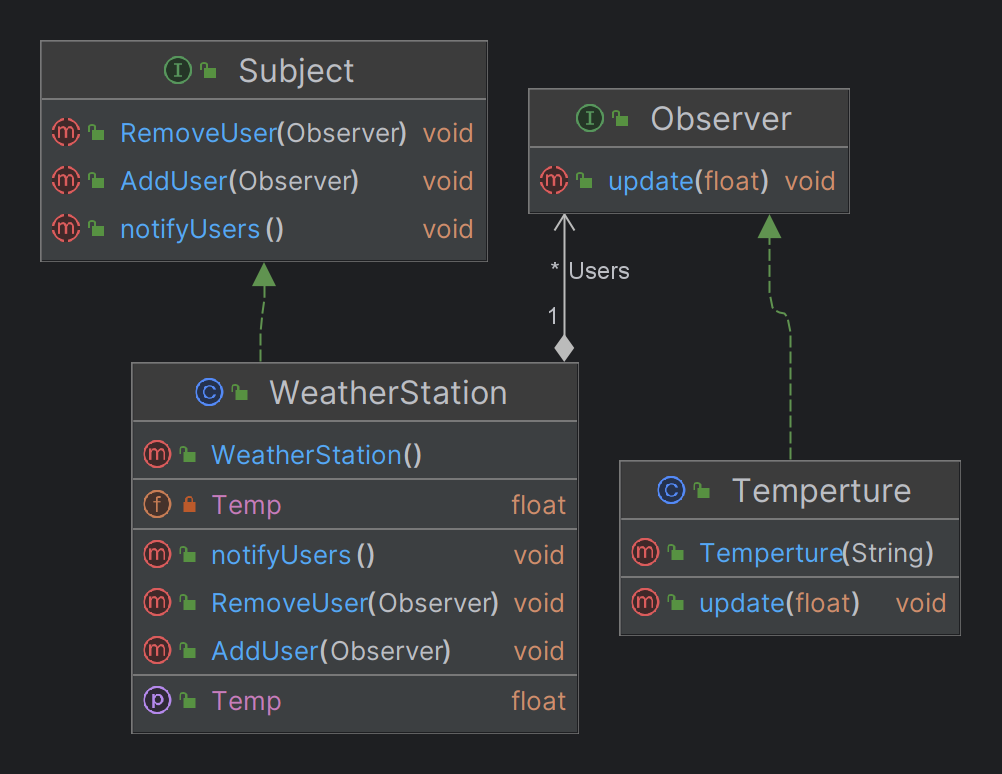 Subject
RemoveUser(Observer) void
AddUser(Observer) void
notifyUsers() void
Observer
update(float) void
* Users
1
WeatherStation
WeatherStation()
Temp float
notifyUsers() void
RemoveUser(Observer) void
AddUser(Observer) void
Temp float
Temperture
Temperture(String)
update(float) void